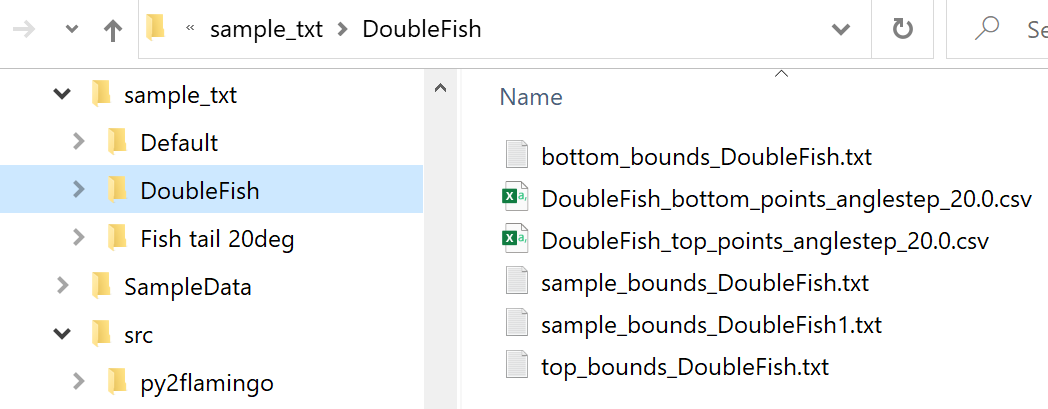 « sample_txt > DoubleFish
sample_txt
Default
DoubleFish
Fish tail 20deg
SampleData
src
py2flamingo
Name
bottom_bounds_DoubleFish.txt
DoubleFish_bottom_points_anglestep_20.0.csv
DoubleFish_top_points_anglestep_20.0.csv
sample_bounds_DoubleFish.txt
sample_bounds_DoubleFish1.txt
top_bounds_DoubleFish.txt